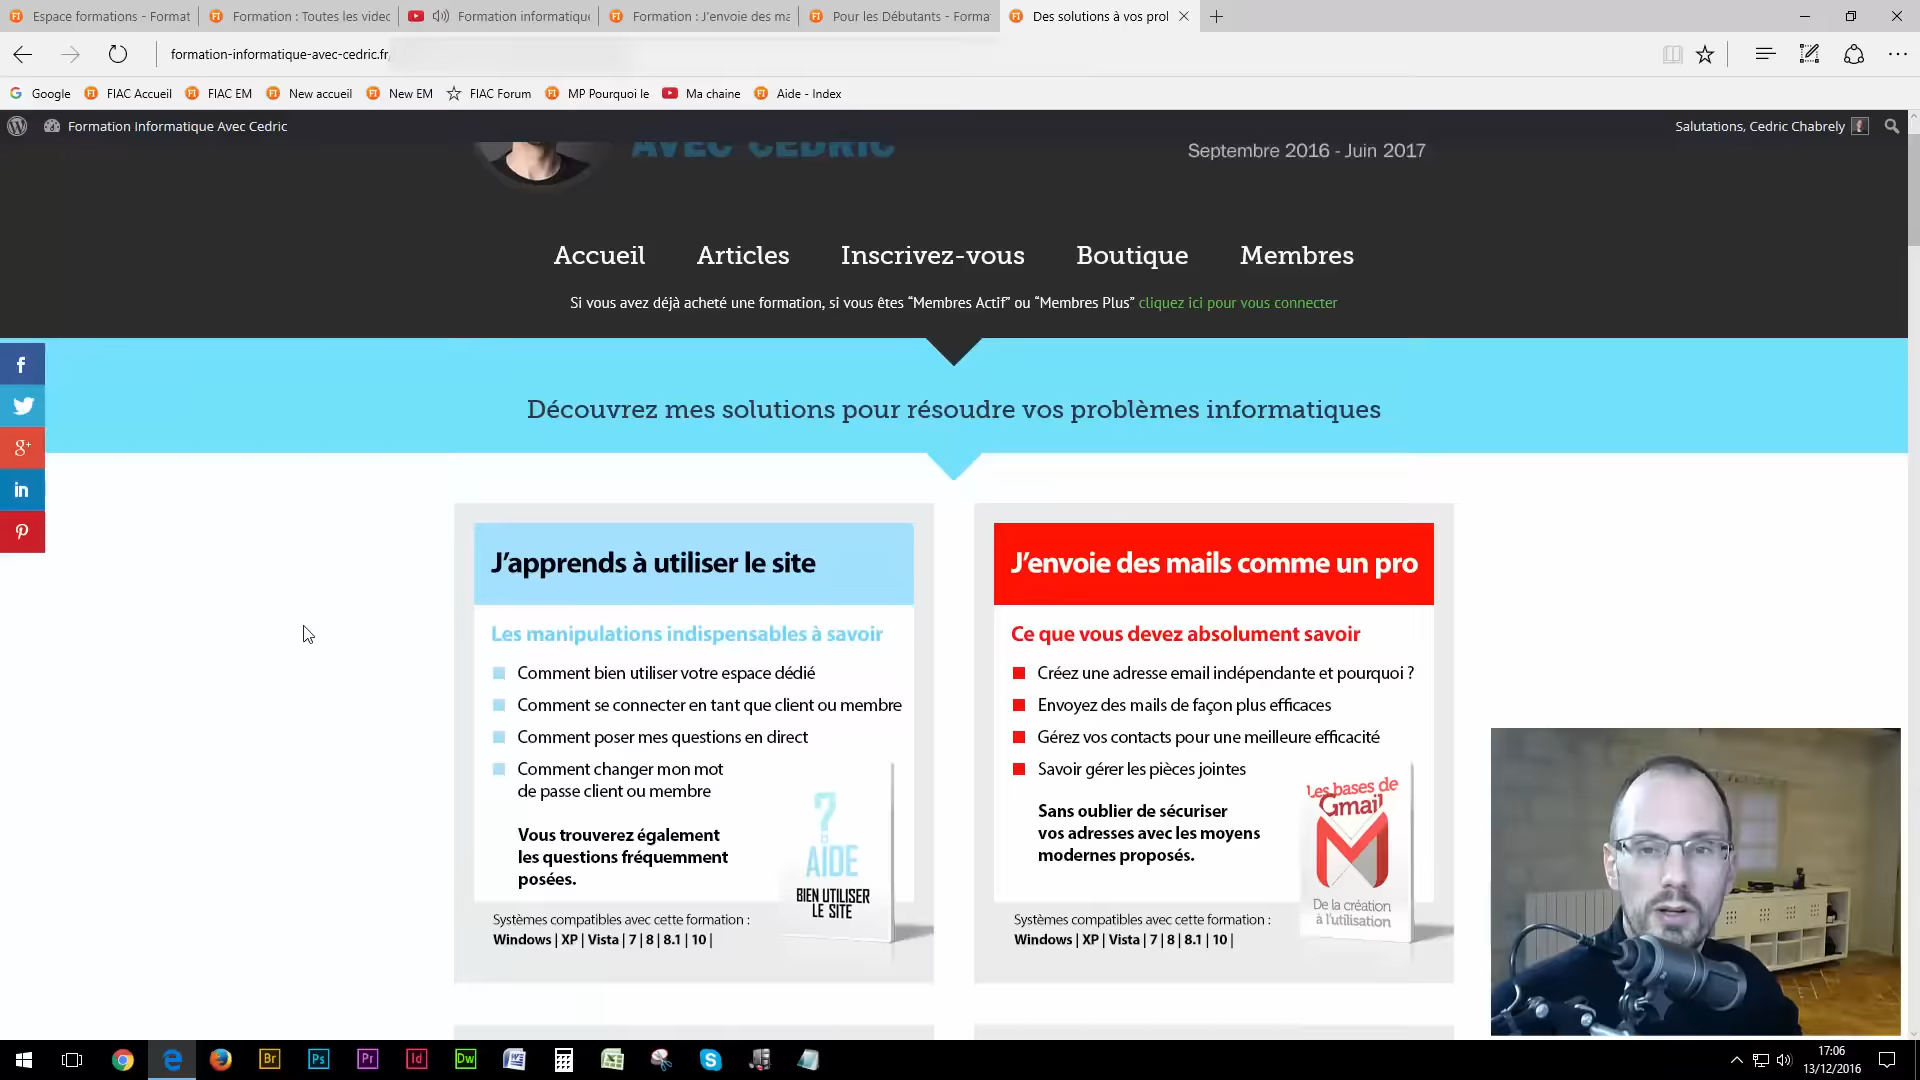 Espace formations - Format
Formation : Toutes les videc
Formation informatique
Formation : J'envoie des ma
Pour les Débutants - Forma
Des solutions à vos prol
formation-informatique-avec-cedric.fr
Google
FIAC Accueil
FIAC EM
New accueil
New EM
FIAC Forum
MP Pourquoi le
Ma chaine
Aide - Index
Formation Informatique Avec Cedric
Salutations, Cedric Chabrely
AVEC CEDRIC
Septembre 2016 - Juin 2017
Accueil
Articles
Inscrivez-vous
Boutique
Membres
Si vous avez déjà acheté une formation, si vous êtes “Membres Actif” ou “Membres Plus” cliquez ici pour vous connecter
Découvrez mes solutions pour résoudre vos problèmes informatiques
J'apprends à utiliser le site
Les manipulations indispensables à savoir
Comment bien utiliser votre espace dédié
Comment se connecter en tant que client ou membre
Comment poser mes questions en direct
Comment changer mon mot
de passe client ou membre
Vous trouverez également
les questions fréquemment
posées.
? à
AIDE
BIEN UTILISER
LE SITE
Systèmes compatibles avec cette formation :
Windows | XP | Vista | 7 | 8 | 8.1 | 10 |
J'envoie des mails comme un pro
Ce que vous devez absolument savoir
Créez une adresse email indépendante et pourquoi ?
Envoyez des mails de façon plus efficaces
Gérez vos contacts pour une meilleure efficacité
Savoir gérer les pièces jointes
Sans oublier de sécuriser
vos adresses avec les moyens
modernes proposés.
Les bases de
Gmail
De la création
à l'utilisation
Systèmes compatibles avec cette formation :
Windows | XP | Vista | 7 | 8 | 8.1 | 10 |
Br
Ps
Pr
Id
Dw
17:06
13/12/2016